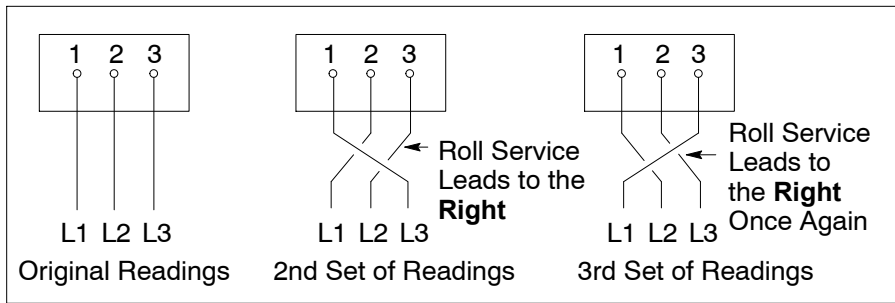 1 2 3
L1 L2 L3
Original Readings
1 2 3
Roll Service
Leads to the
Right
L1 L2 L3
2nd Set of Readings
1 2 3
Roll Service
Leads to
the Right
Once Again
L1 L2 L3
3rd Set of Readings